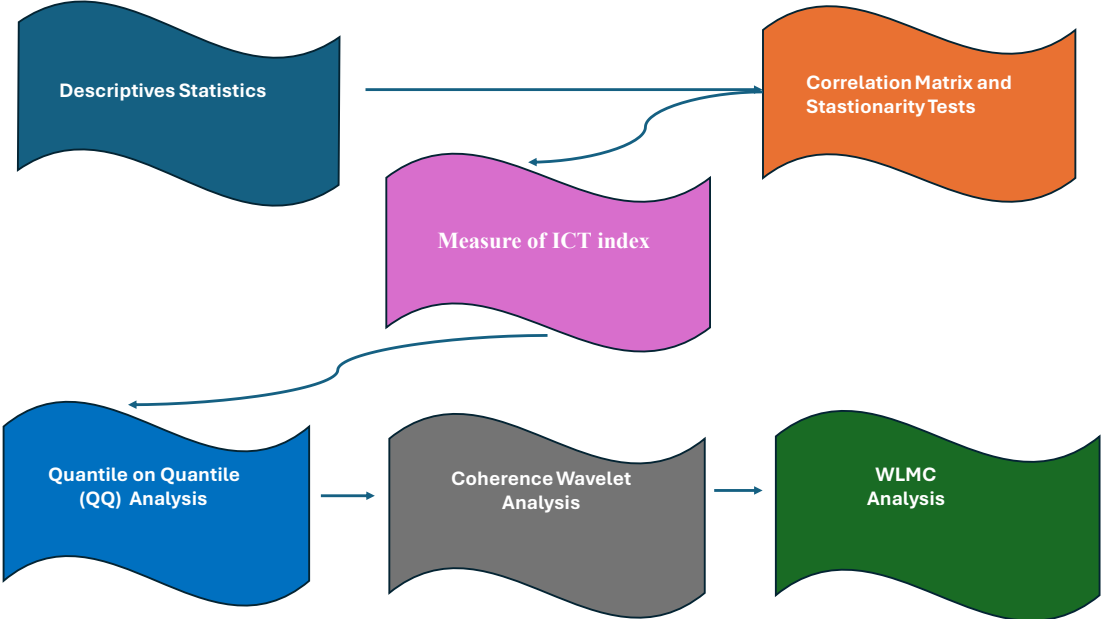 Descriptives Statistics
Correlation Matrix and
Stastionarity Tests
Measure of ICT index
Quantile on Quantile
(QQ) Analysis
Coherence Wavelet
Analysis
WLMC
Analysis